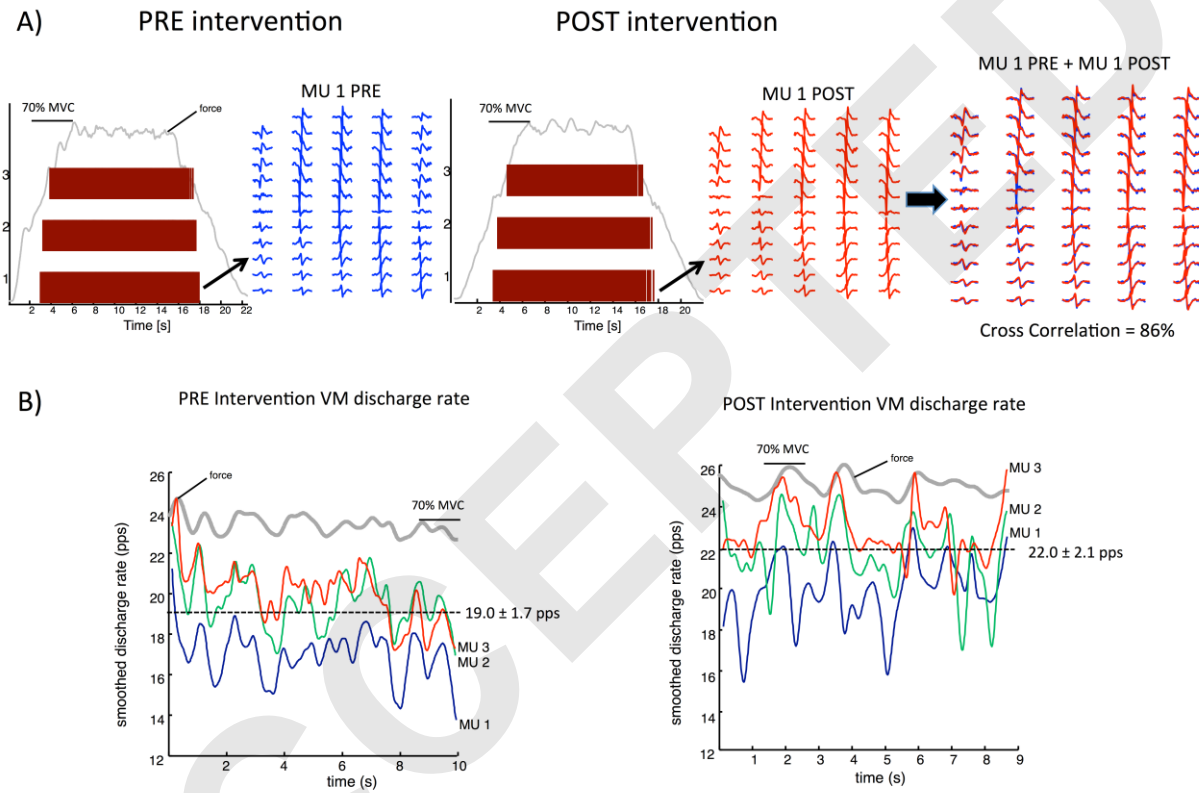 A)
PRE intervention
POST intervention
MU 1 PRE
MU 1 POST
MU 1 PRE + MU 1 POST
70% MVC
force
70% MVC
3
2
1
2 4 6 8 10 12 14 16 18 20 22
Time [s]
3
2
1
2 4 6 8 10 12 14 16 18 20
Time [s]
Cross Correlation = 86%
B)
PRE Intervention VM discharge rate
POST Intervention VM discharge rate
smoothed discharge rate (pps)
26
24
22
20
18
16
14
12
force
70% MVC
19.0 ± 1.7 pps
MU 3
MU 2
MU 1
2 4 6 8 10
time (s)
smoothed discharge rate (pps)
26
24
22
20
18
16
14
12
70% MVC
force
MU 3
MU 2
MU 1
22.0 ± 2.1 pps
1 2 3 4 5 6 7 8 9
time (s)
CCEPTED